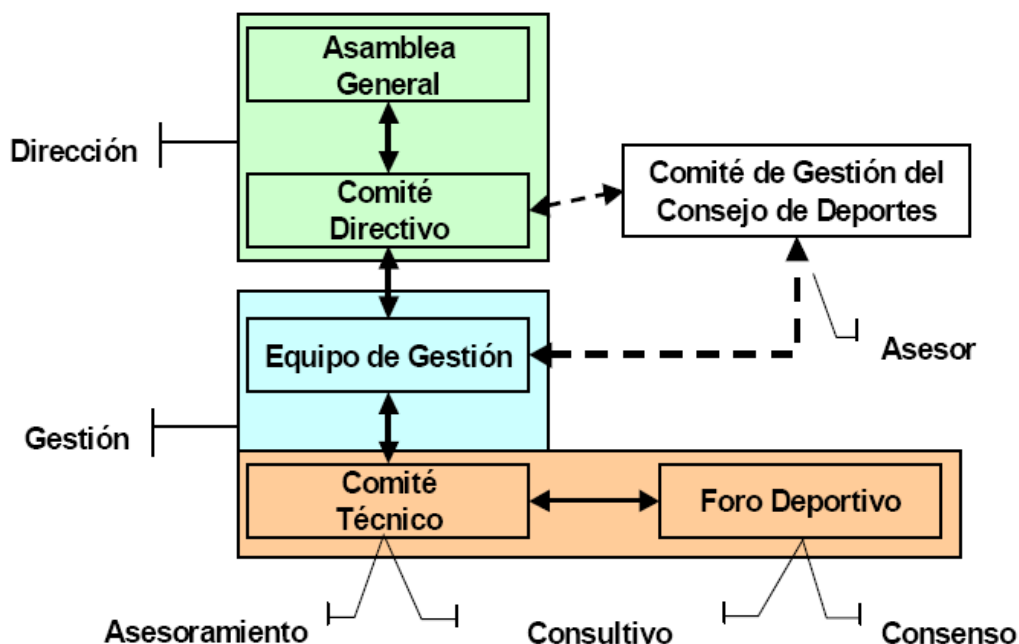 Asamblea
General
Dirección
Comité
Directivo
Comité de Gestión del
Consejo de Deportes
Equipo de Gestión
Asesor
Gestión
Comité
Técnico
Foro Deportivo
Asesoramiento
Consultivo
Consenso